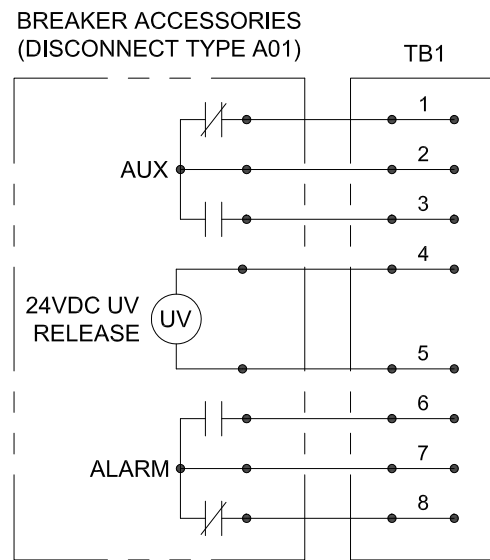 BREAKER ACCESSORIES
(DISCONNECT TYPE A01)
TB1
1
AUX
2
3
4
24VDC UV
RELEASE
UV
5
6
ALARM
7
8